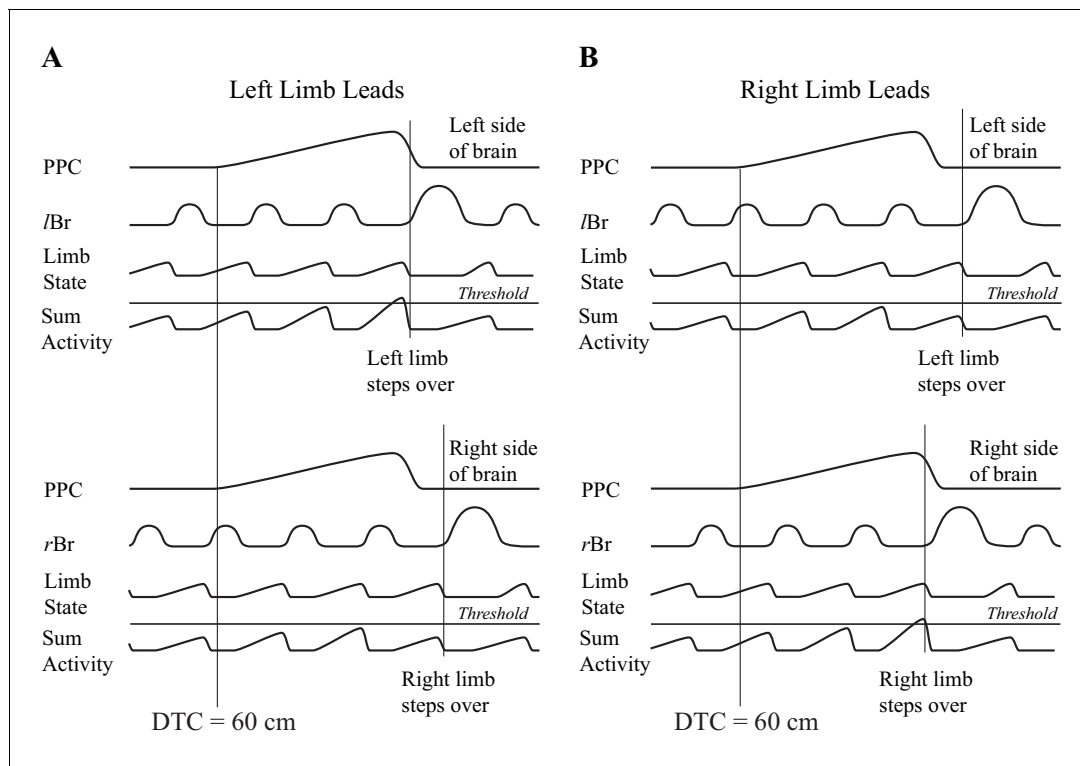 A
Left Limb Leads
PPC
Left side
of brain
lBr
Limb
State
Threshold
Sum
Activity
Left limb
steps over
PPC
Right side
of brain
rBr
Limb
State
Threshold
Sum
Activity
Right limb
steps over
DTC = 60 cm
B
Right Limb Leads
PPC
Left side
of brain
lBr
Limb
State
Threshold
Sum
Activity
Left limb
steps over
PPC
Right side
of brain
rBr
Limb
State
Threshold
Sum
Activity
Right limb
steps over
DTC = 60 cm